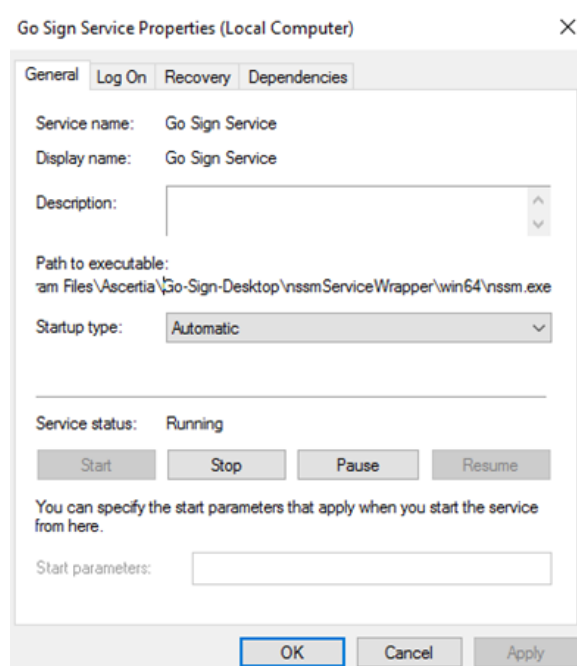 Go Sign Service Properties (Local Computer)
General Log On Recovery Dependencies
Service name: Go Sign Service
Display name: Go Sign Service
Description:
Path to executable:
ram Files\Ascertia\Go-Sign-Desktop\nssmServiceWrapper\win64\nssm.exe
Startup type: Automatic
Service status: Running
Start Stop Pause Resume
You can specify the start parameters that apply when you start the service
from here.
Start parameters:
OK Cancel Apply